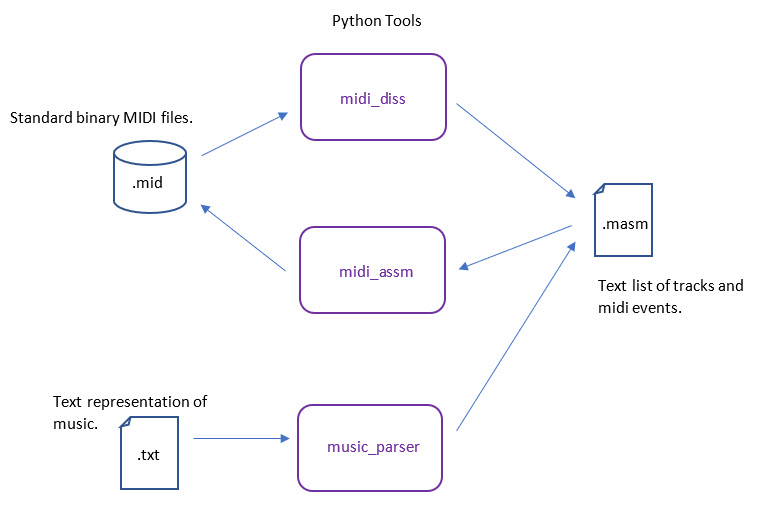 Python Tools
midi_diss
Standard binary MIDI files.
.mid
.masm
midi_assm
Text list of tracks and
midi events.
Text representation of
music.
.txt
music_parser